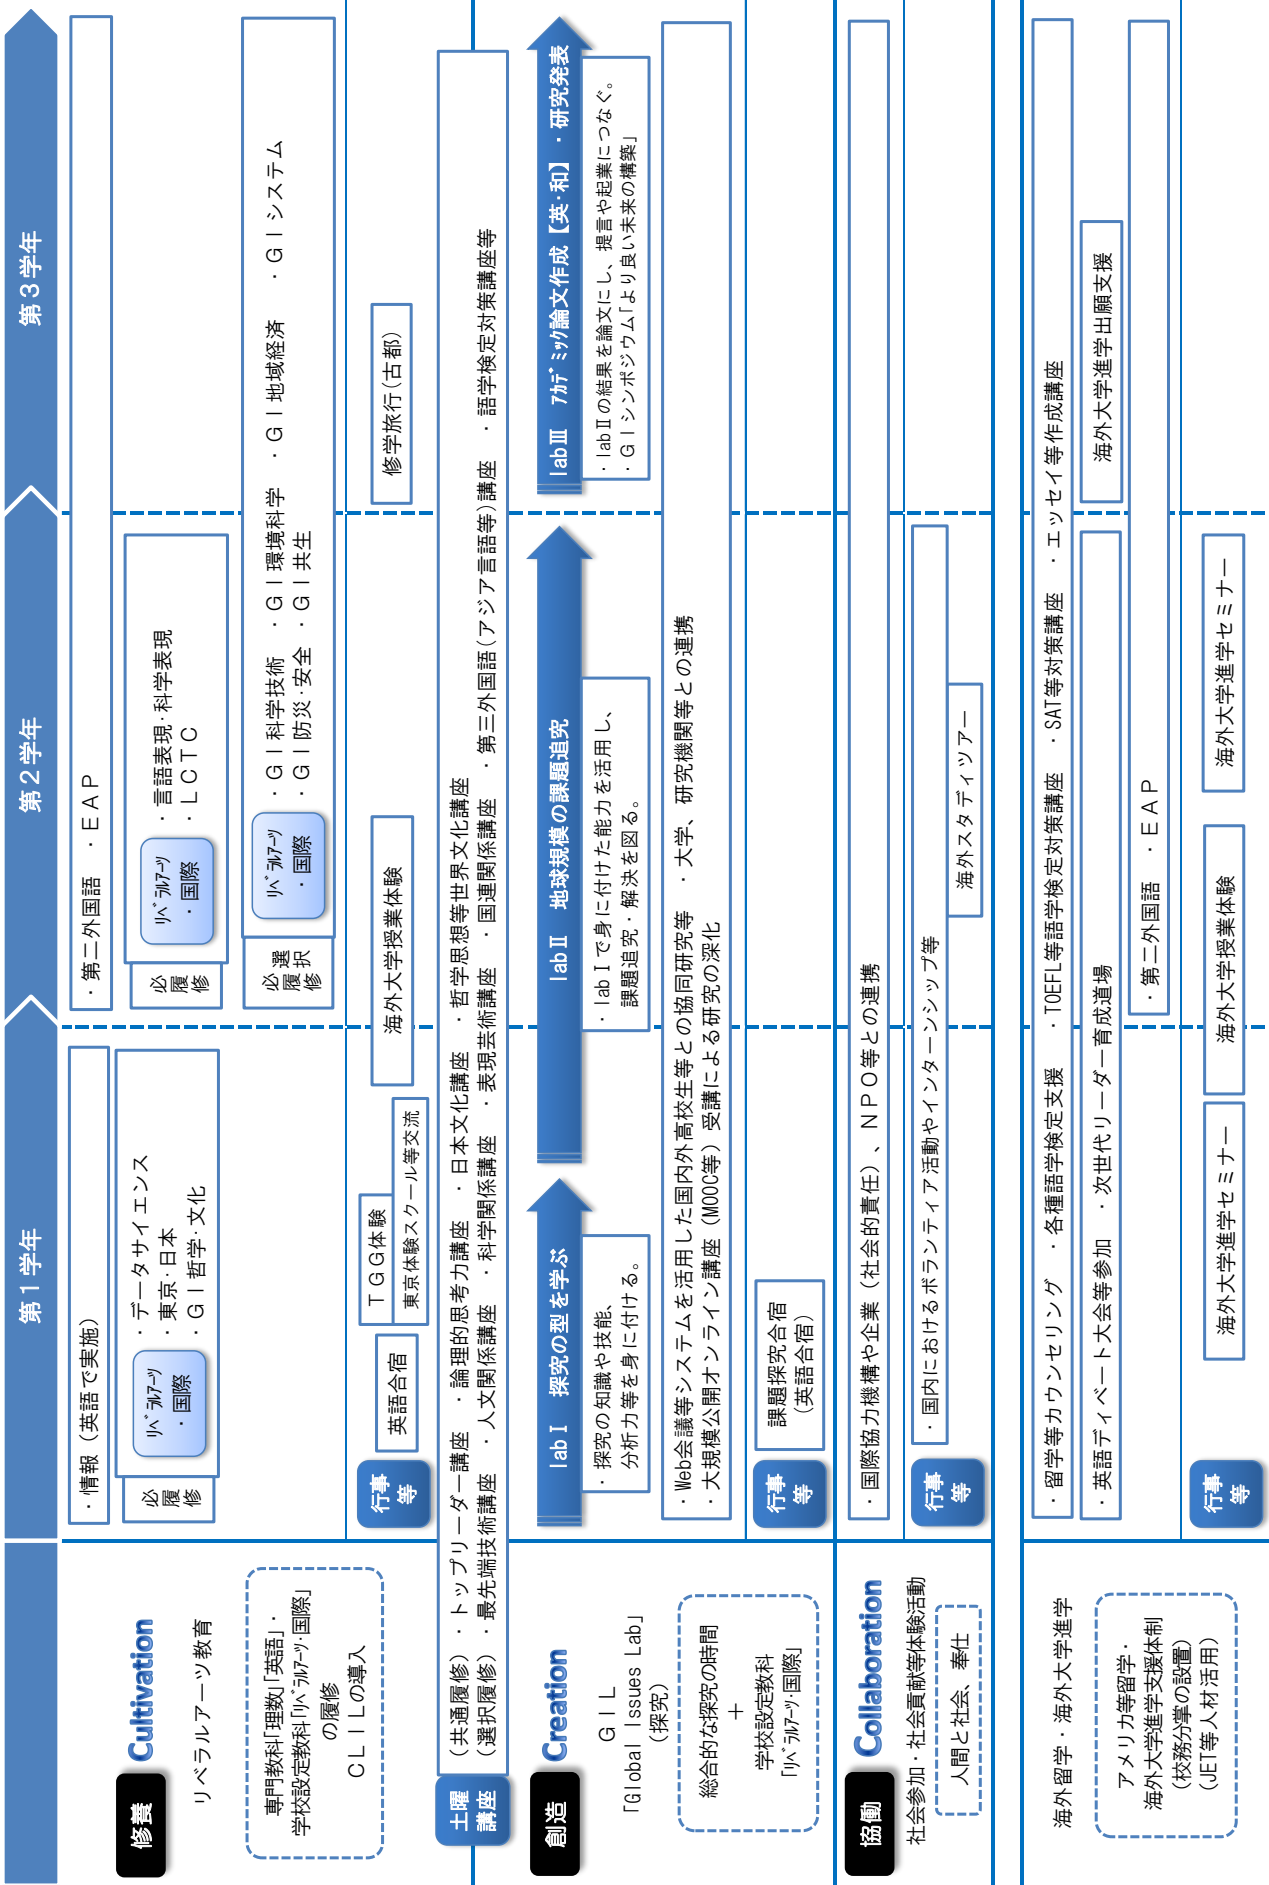 第１学年
第２学年
第３学年
修養
Cultivation
リベラルアーツ教育
専門教科「理数」「英語」・
学校設定教科「ﾘﾍﾞﾗﾙｱｰﾂ・国際」
の履修
ＣＬＩＬの導入
・情報（英語で実施）
必履修
ﾘﾍﾞﾗﾙｱｰﾂ
・国際
・データサイエンス
・東京・日本
・ＧＩ哲学・文化
・第二外国語　・ＥＡＰ
必履修
ﾘﾍﾞﾗﾙｱｰﾂ
・国際
・言語表現・科学表現
・ＬＣＴＣ
必履修
選択
ﾘﾍﾞﾗﾙｱｰﾂ
・国際
・ＧＩ科学技術　・ＧＩ環境科学　・ＧＩ地域経済　・ＧＩシステム
・ＧＩ防災・安全　・ＧＩ共生
行事
等
英語合宿
ＴＧＧ体験
東京体験スクール等交流
海外大学授業体験
修学旅行（古都）
土曜
講座
（共通履修）・トップリーダー講座　・論理的思考力講座　・日本文化講座　・哲学思想等世界文化講座
（選択履修）・最先端技術講座　・人文関係講座　・科学関係講座　・表現芸術講座　・国連関係講座　・第三外国語（アジア言語等）講座　・語学検定対策講座等
創造
Creation
ＧＩＬ
「Global Issues Lab」
（探究）
総合的な探究の時間
＋
学校設定教科
「ﾘﾍﾞﾗﾙｱｰﾂ・国際」
labⅠ　探究の型を学ぶ
・探究の知識や技能、
分析力等を身に付ける。
labⅡ　地球規模の課題追究
・labⅠで身に付けた能力を活用し、
課題追究・解決を図る。
labⅢ　ｱｶﾃﾞﾐｯｸ論文作成【英・和】・研究発表
・labⅡの結果を論文にし、提言や起業につなぐ。
・ＧＩシンポジウム「より良い未来の構築」
・Web会議等システムを活用した国内外高校生等との協同研究等　・大学、研究機関等との連携
・大規模公開オンライン講座（MOOC等）受講による研究の深化
行事
等
課題探究合宿
（英語合宿）
協働
Collaboration
社会参加・社会貢献等体験活動
人間と社会、奉仕
・国際協力機構や企業（社会的責任）、ＮＰＯ等との連携
行事
等
・国内におけるボランティア活動やインターンシップ等
海外スタディツアー
海外留学・海外大学進学
アメリカ等留学・
海外大学進学支援体制
（校務分掌の設置）
（JET等人材活用）
・留学等カウンセリング　・各種語学検定支援　・TOEFL等語学検定対策講座　・SAT等対策講座　・エッセイ等作成講座
・英語ディベート大会等参加　・次世代リーダー育成道場
海外大学進学出願支援
・第二外国語　・ＥＡＰ
行事
等
海外大学進学セミナー
海外大学授業体験
海外大学進学セミナー